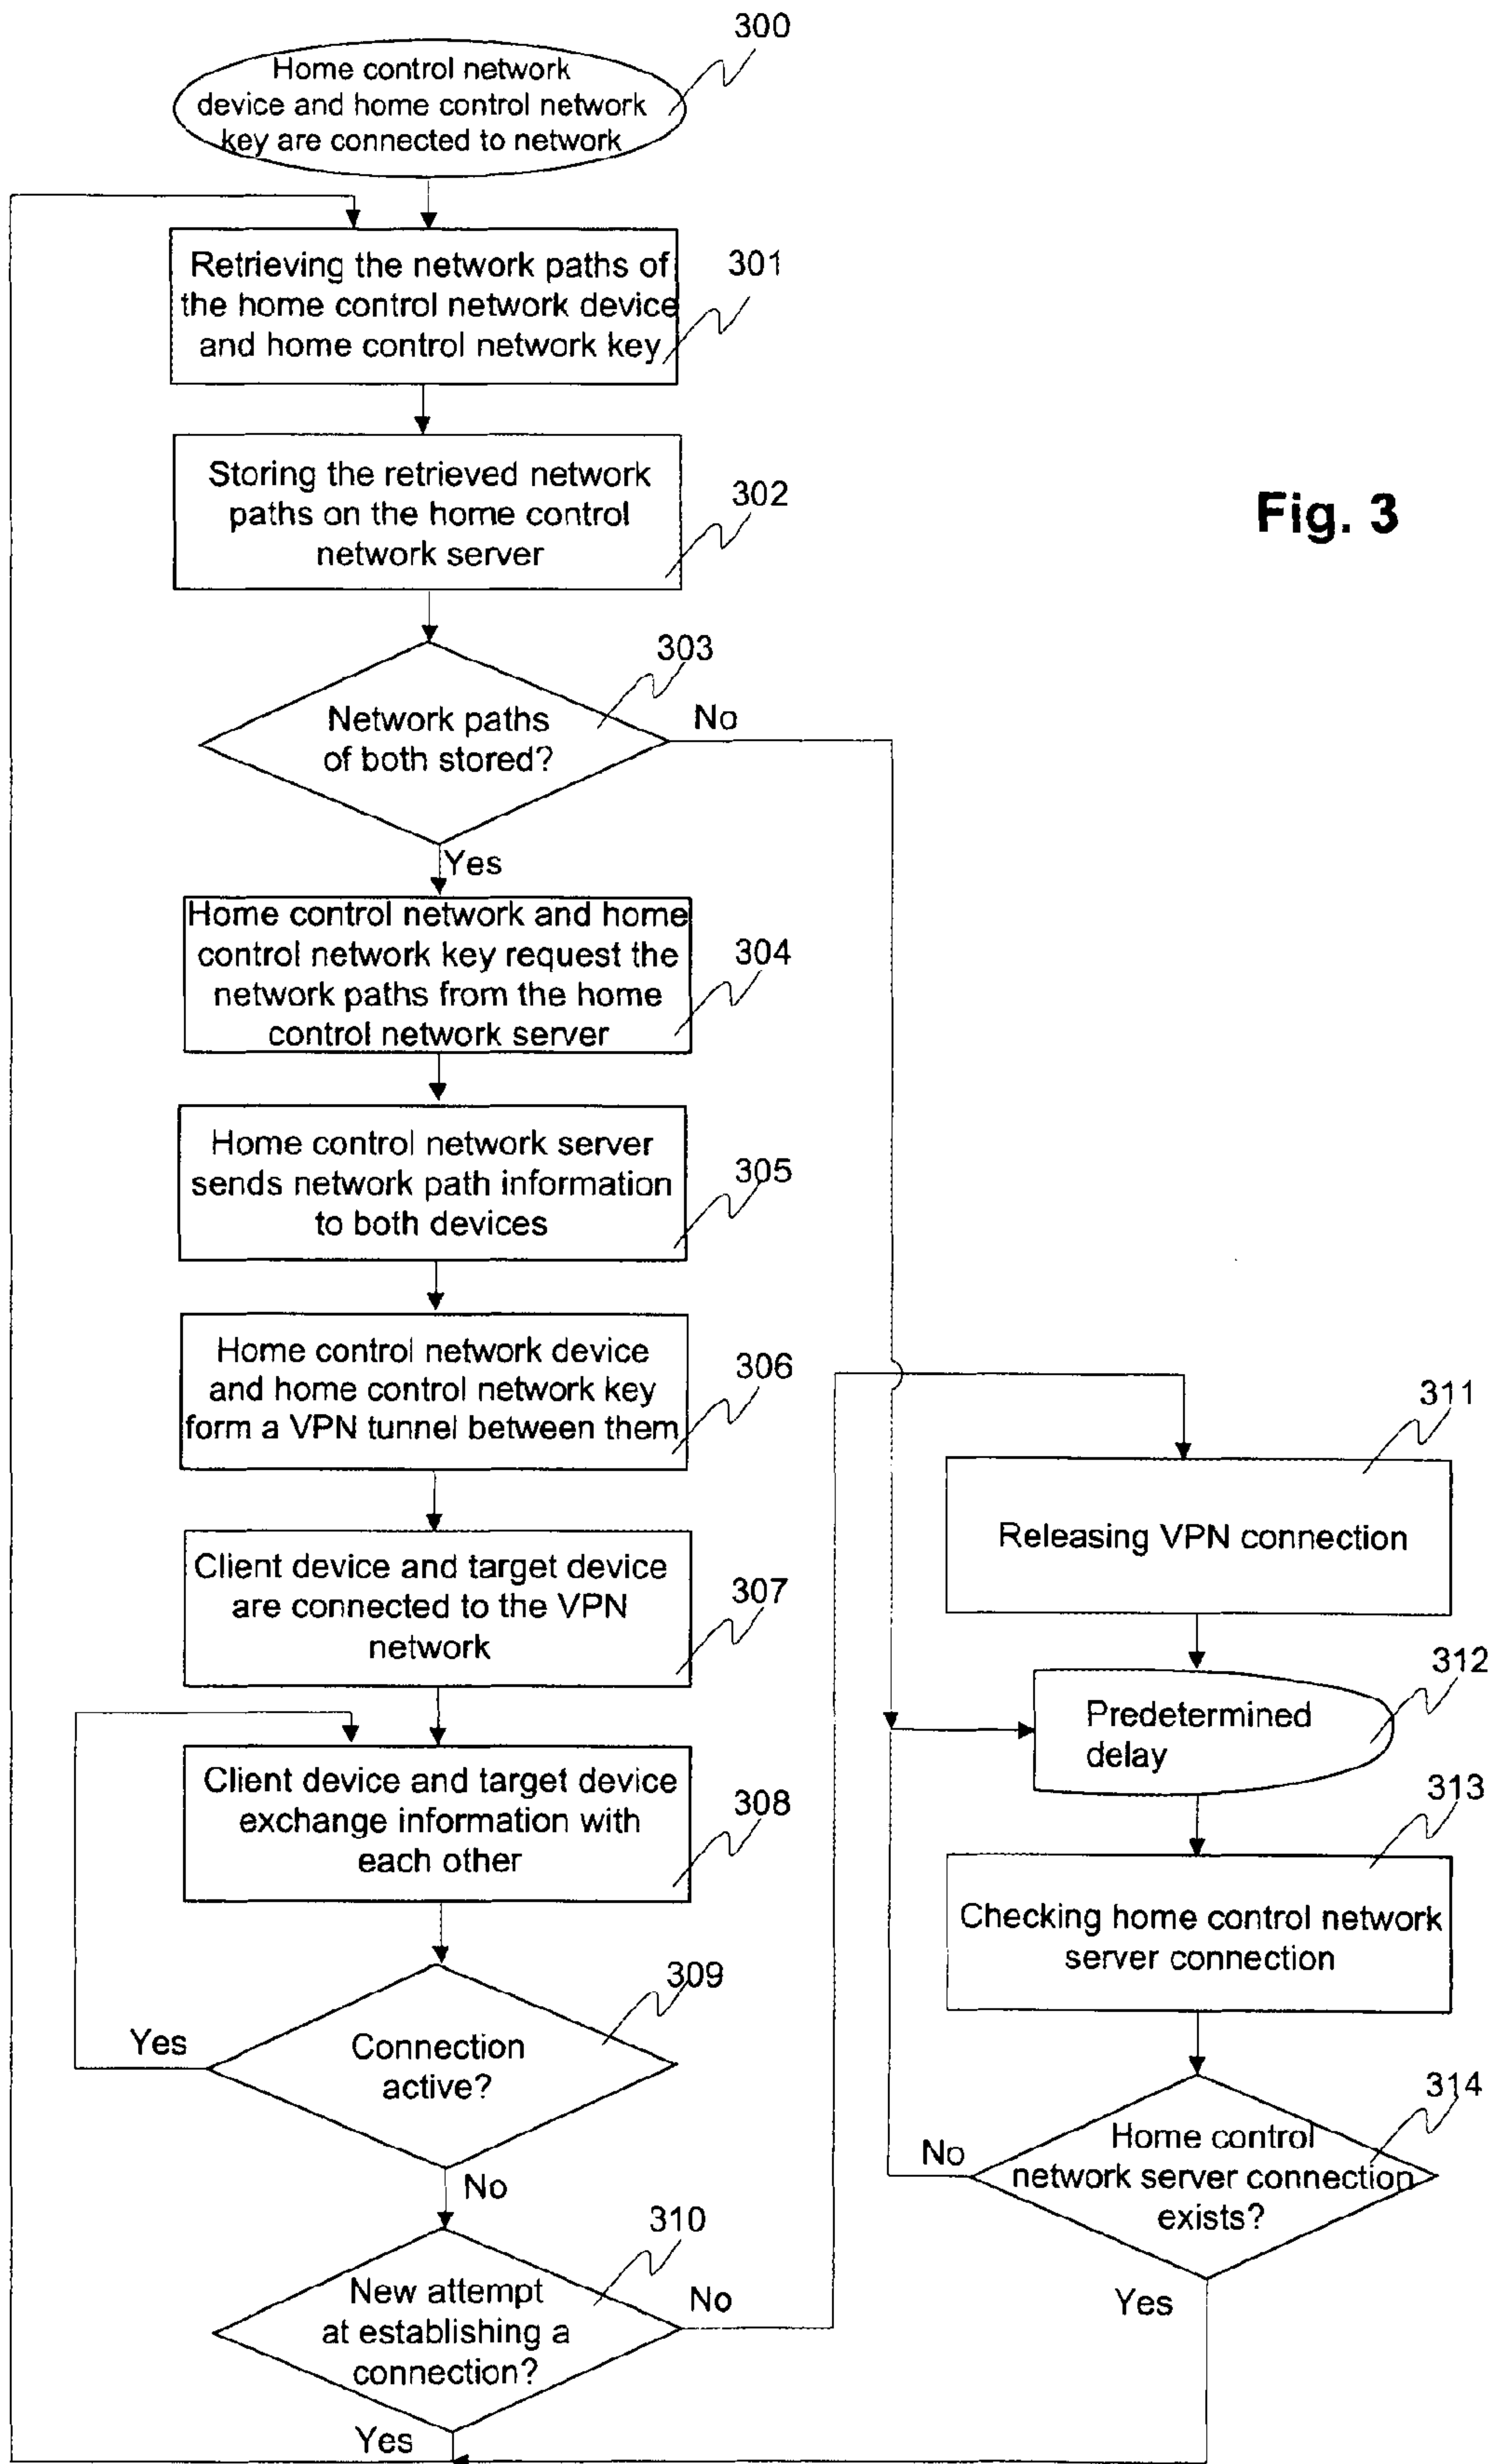 300
Home control network
device and home control network
key are connected to network
301
Retrieving the network paths of
the home control network device
and home control network key
302
Storing the retrieved network
paths on the home control
network server
Fig. 3
303
Network paths
of both stored?
No
Yes
304
Home control network and home
control network key request the
network paths from the home
control network server
305
Home control network server
sends network path information
to both devices
306
Home control network device
and home control network key
form a VPN tunnel between them
307
Client device and target device
are connected to the VPN
network
308
Client device and target device
exchange information with
each other
309
Connection
active?
Yes
No
310
New attempt
at establishing a
connection?
No
Yes
311
Releasing VPN connection
312
Predetermined
delay
313
Checking home control network
server connection
314
Home control
network server connection
exists?
No
Yes